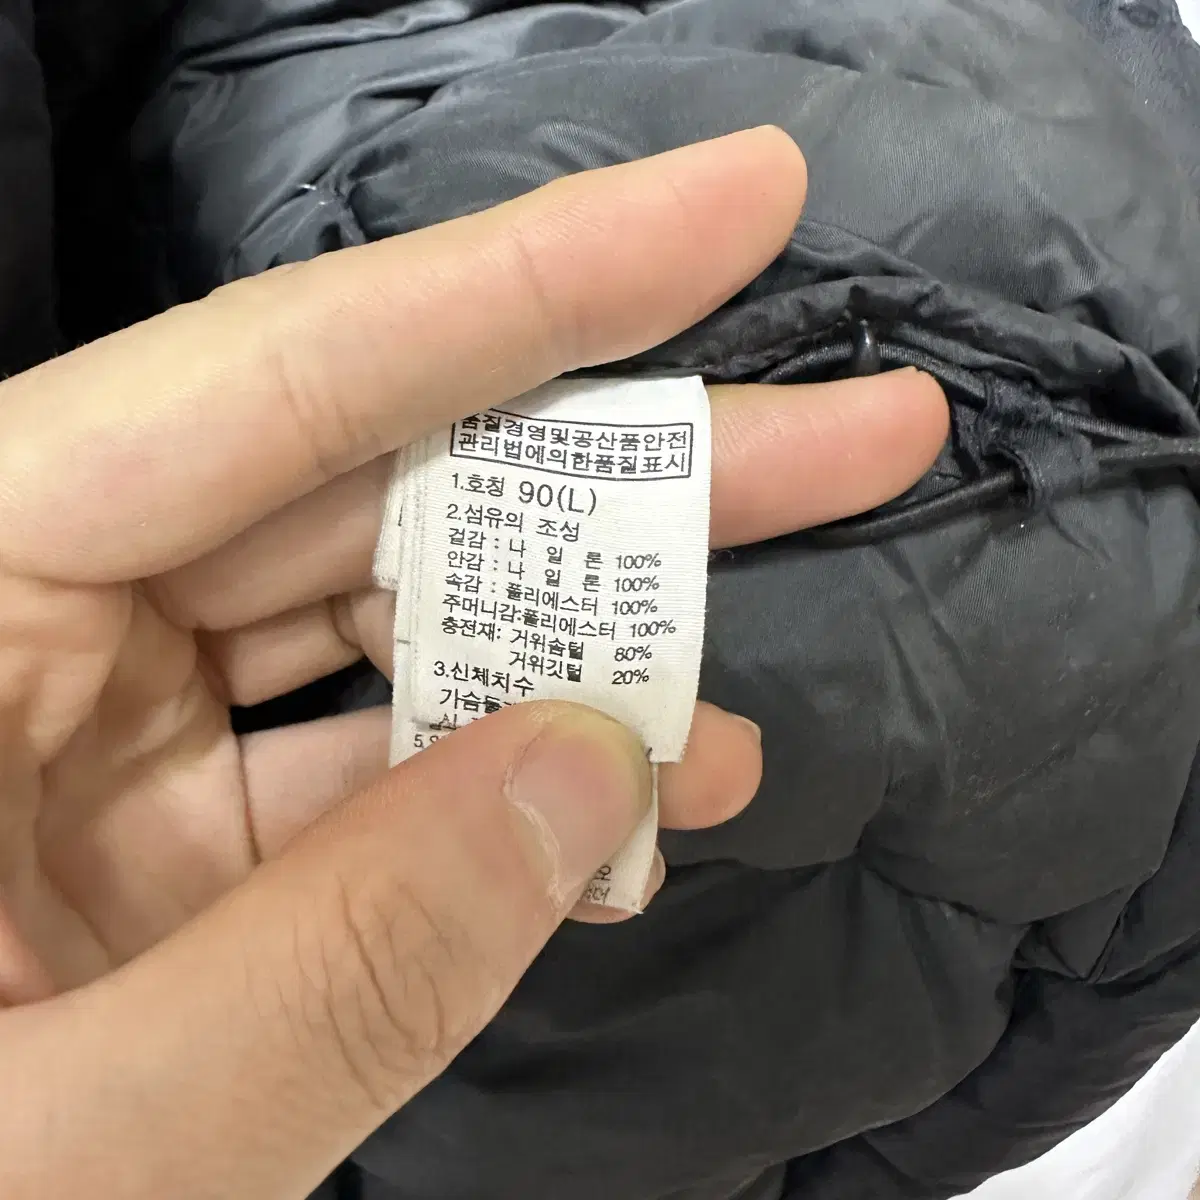 품질경영및공산품안전
관리법에의한품질표시
1.호칭 90(L)
2.섬유의 조성
겉감 : 나 일 론 100%
안감 : 나 일 론 100%
속감 : 폴리에스터 100%
주머니감:폴리에스터 100%
충전재: 거위솜털 80%
거위깃털 20%
3.신체치수
가슴둘
5.